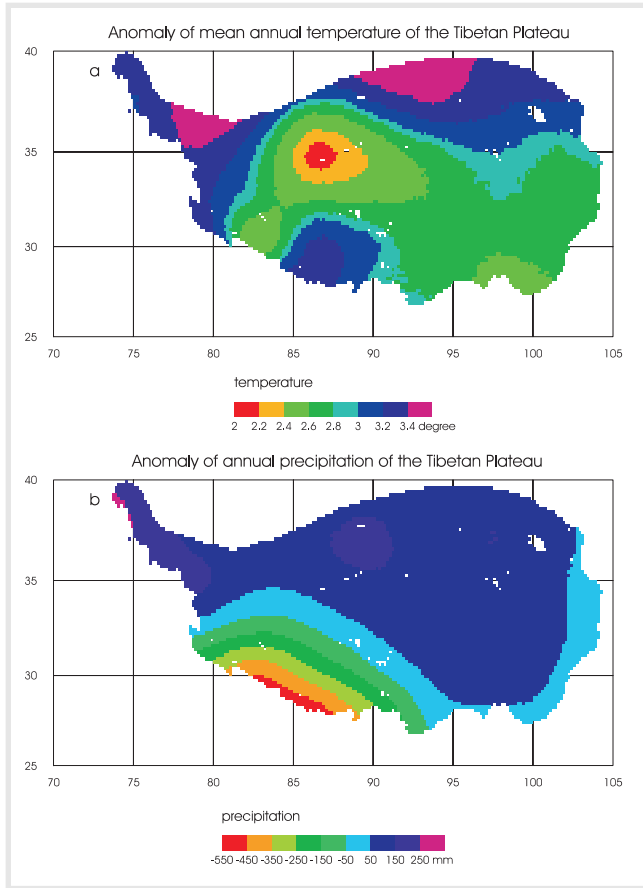 Anomaly of mean annual temperature of the Tibetan Plateau
40
a
35
30
25
70 75 80 85 90 95 100 105
temperature
2 2.2 2.4 2.6 2.8 3 3.2 3.4 degree
Anomaly of annual precipitation of the Tibetan Plateau
40
b
35
30
25
70 75 80 85 90 95 100 105
precipitation
-550 -450 -350 -250 -150 -50 50 150 250 mm